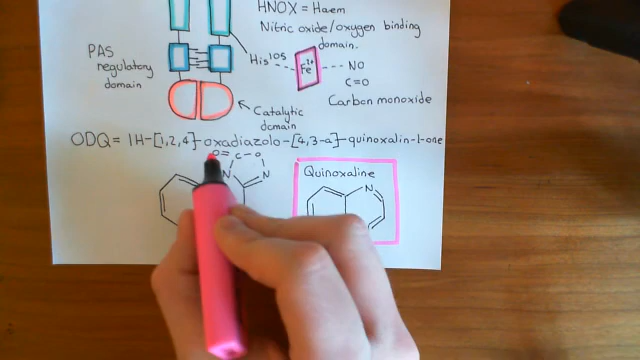 HNOX = Haem
Nitric oxide/oxygen binding
domain.
PAS
regulatory
domain
His105
Fe2+
NO
C=O
Carbon monoxide
Catalytic
domain
ODQ = 1H-[1,2,4]-oxadiazolo-[4,3-a]-quinoxalin-1-one
O=C-O
N
N
Quinoxaline
N